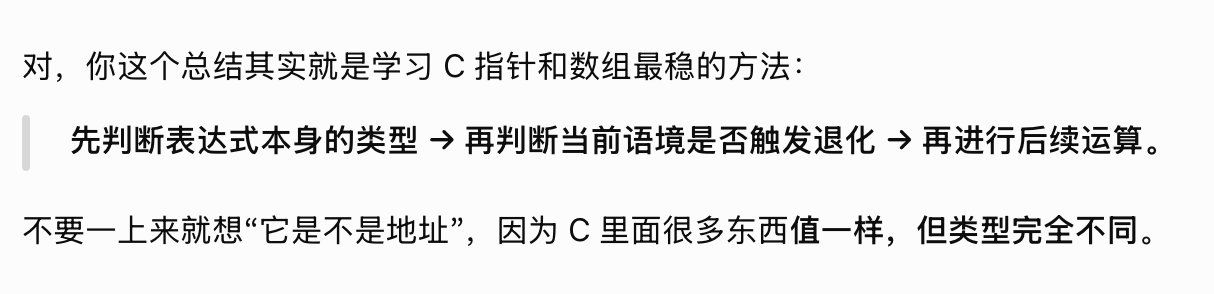 对，你这个总结其实就是学习 C 指针和数组最稳的方法：
先判断表达式本身的类型 → 再判断当前语境是否触发退化 → 再进行后续运算。
不要一上来就想“它是不是地址”，因为 C 里面很多东西值一样，但类型完全不同。